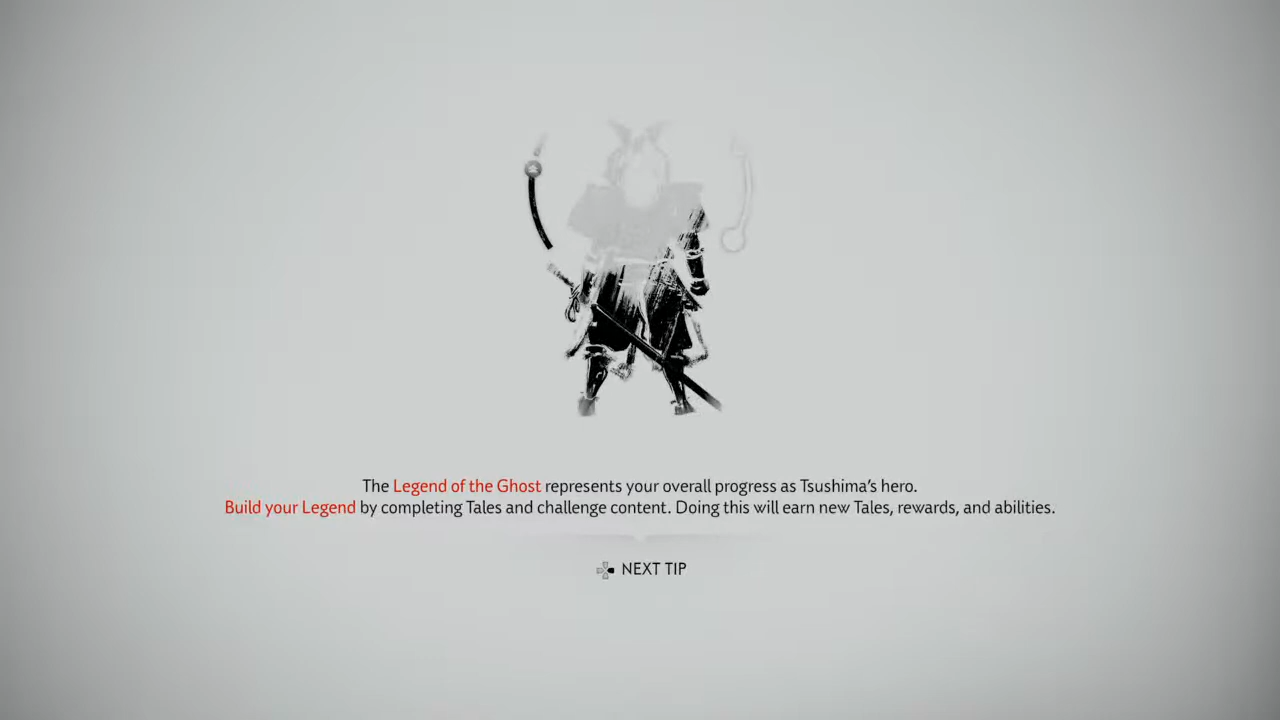 The Legend of the Ghost represents your overall progress as Tsushima's hero.
Build your Legend by completing Tales and challenge content. Doing this will earn new Tales, rewards, and abilities.
NEXT TIP